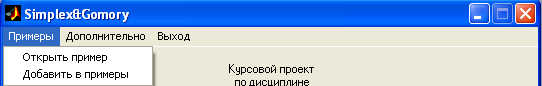 Simplex&Gomory
Примеры Дополнительно Выход
Открыть пример
Добавить в примеры
Курсовой проект
по дисциплине